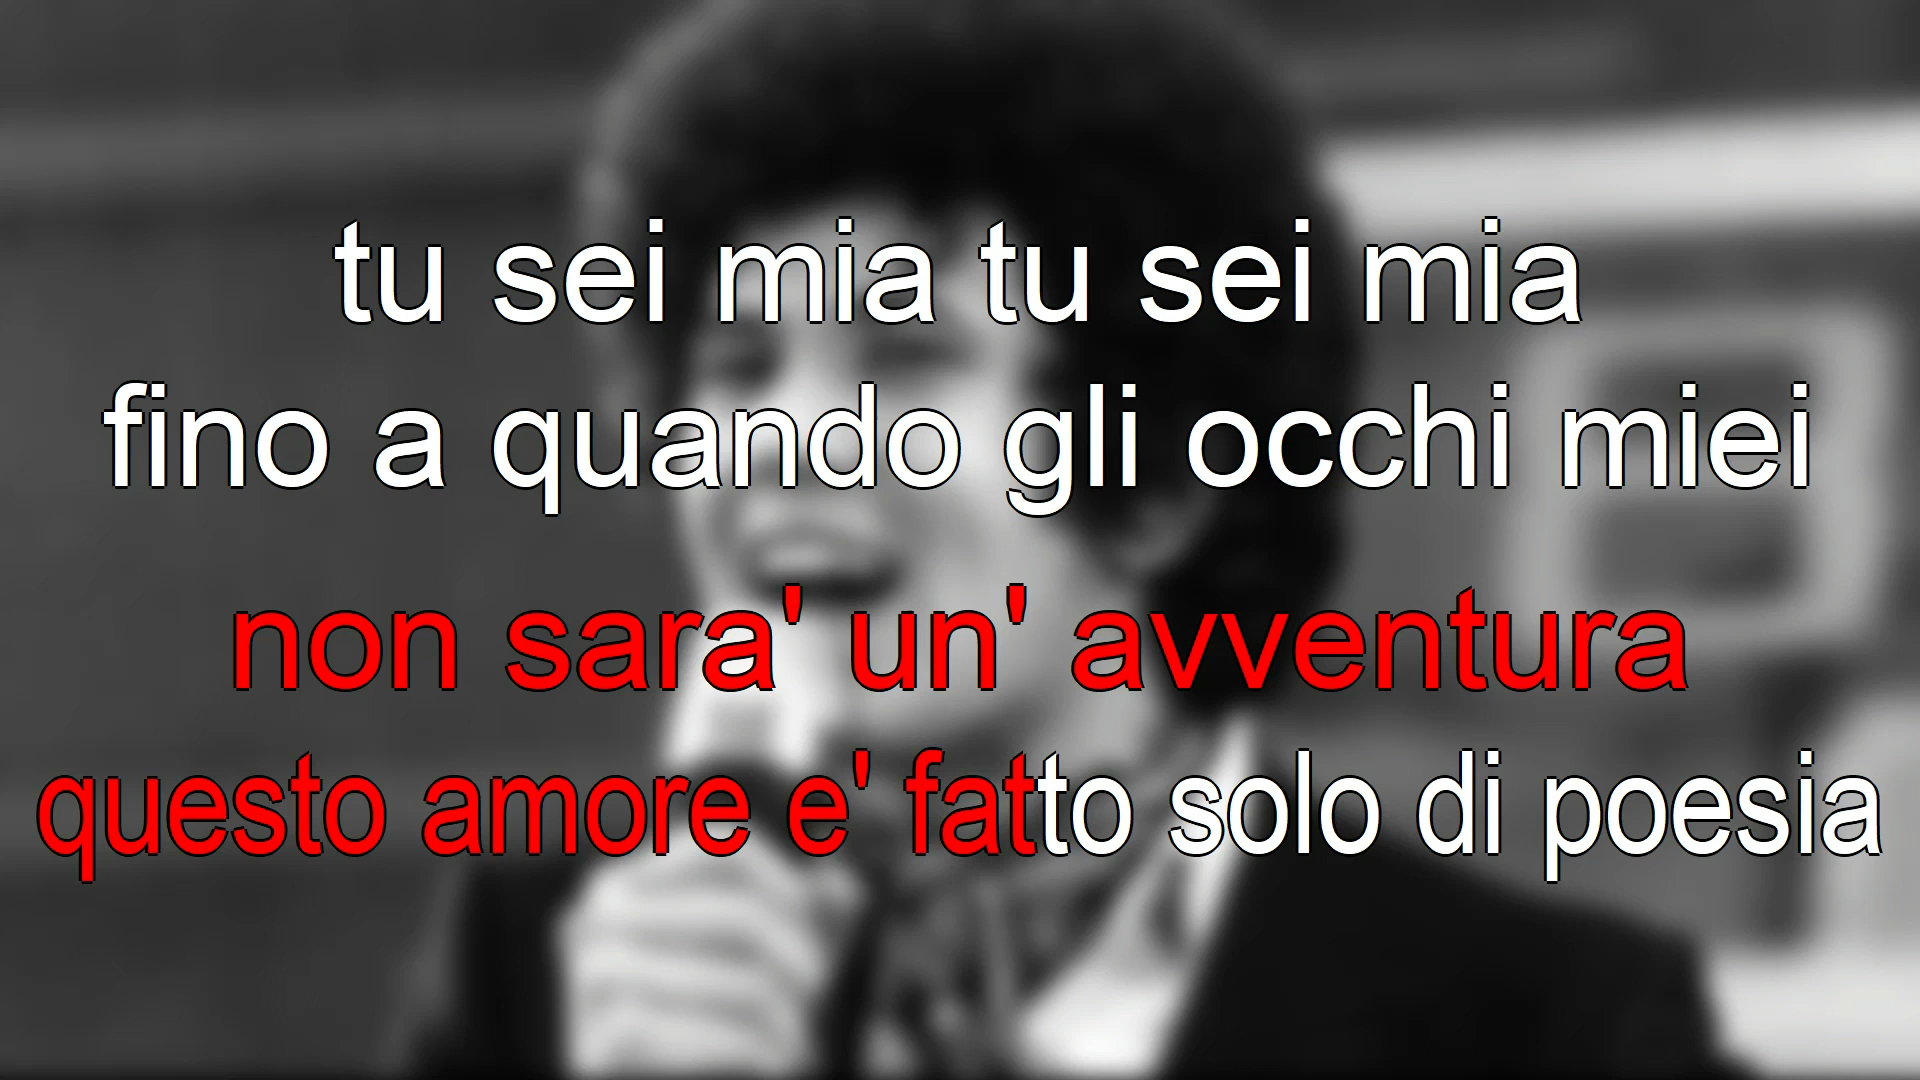 tu sei mia tu sei mia
fino a quando gli occhi miei
non sara' un' avventura
questo amore e' fatto solo di poesia